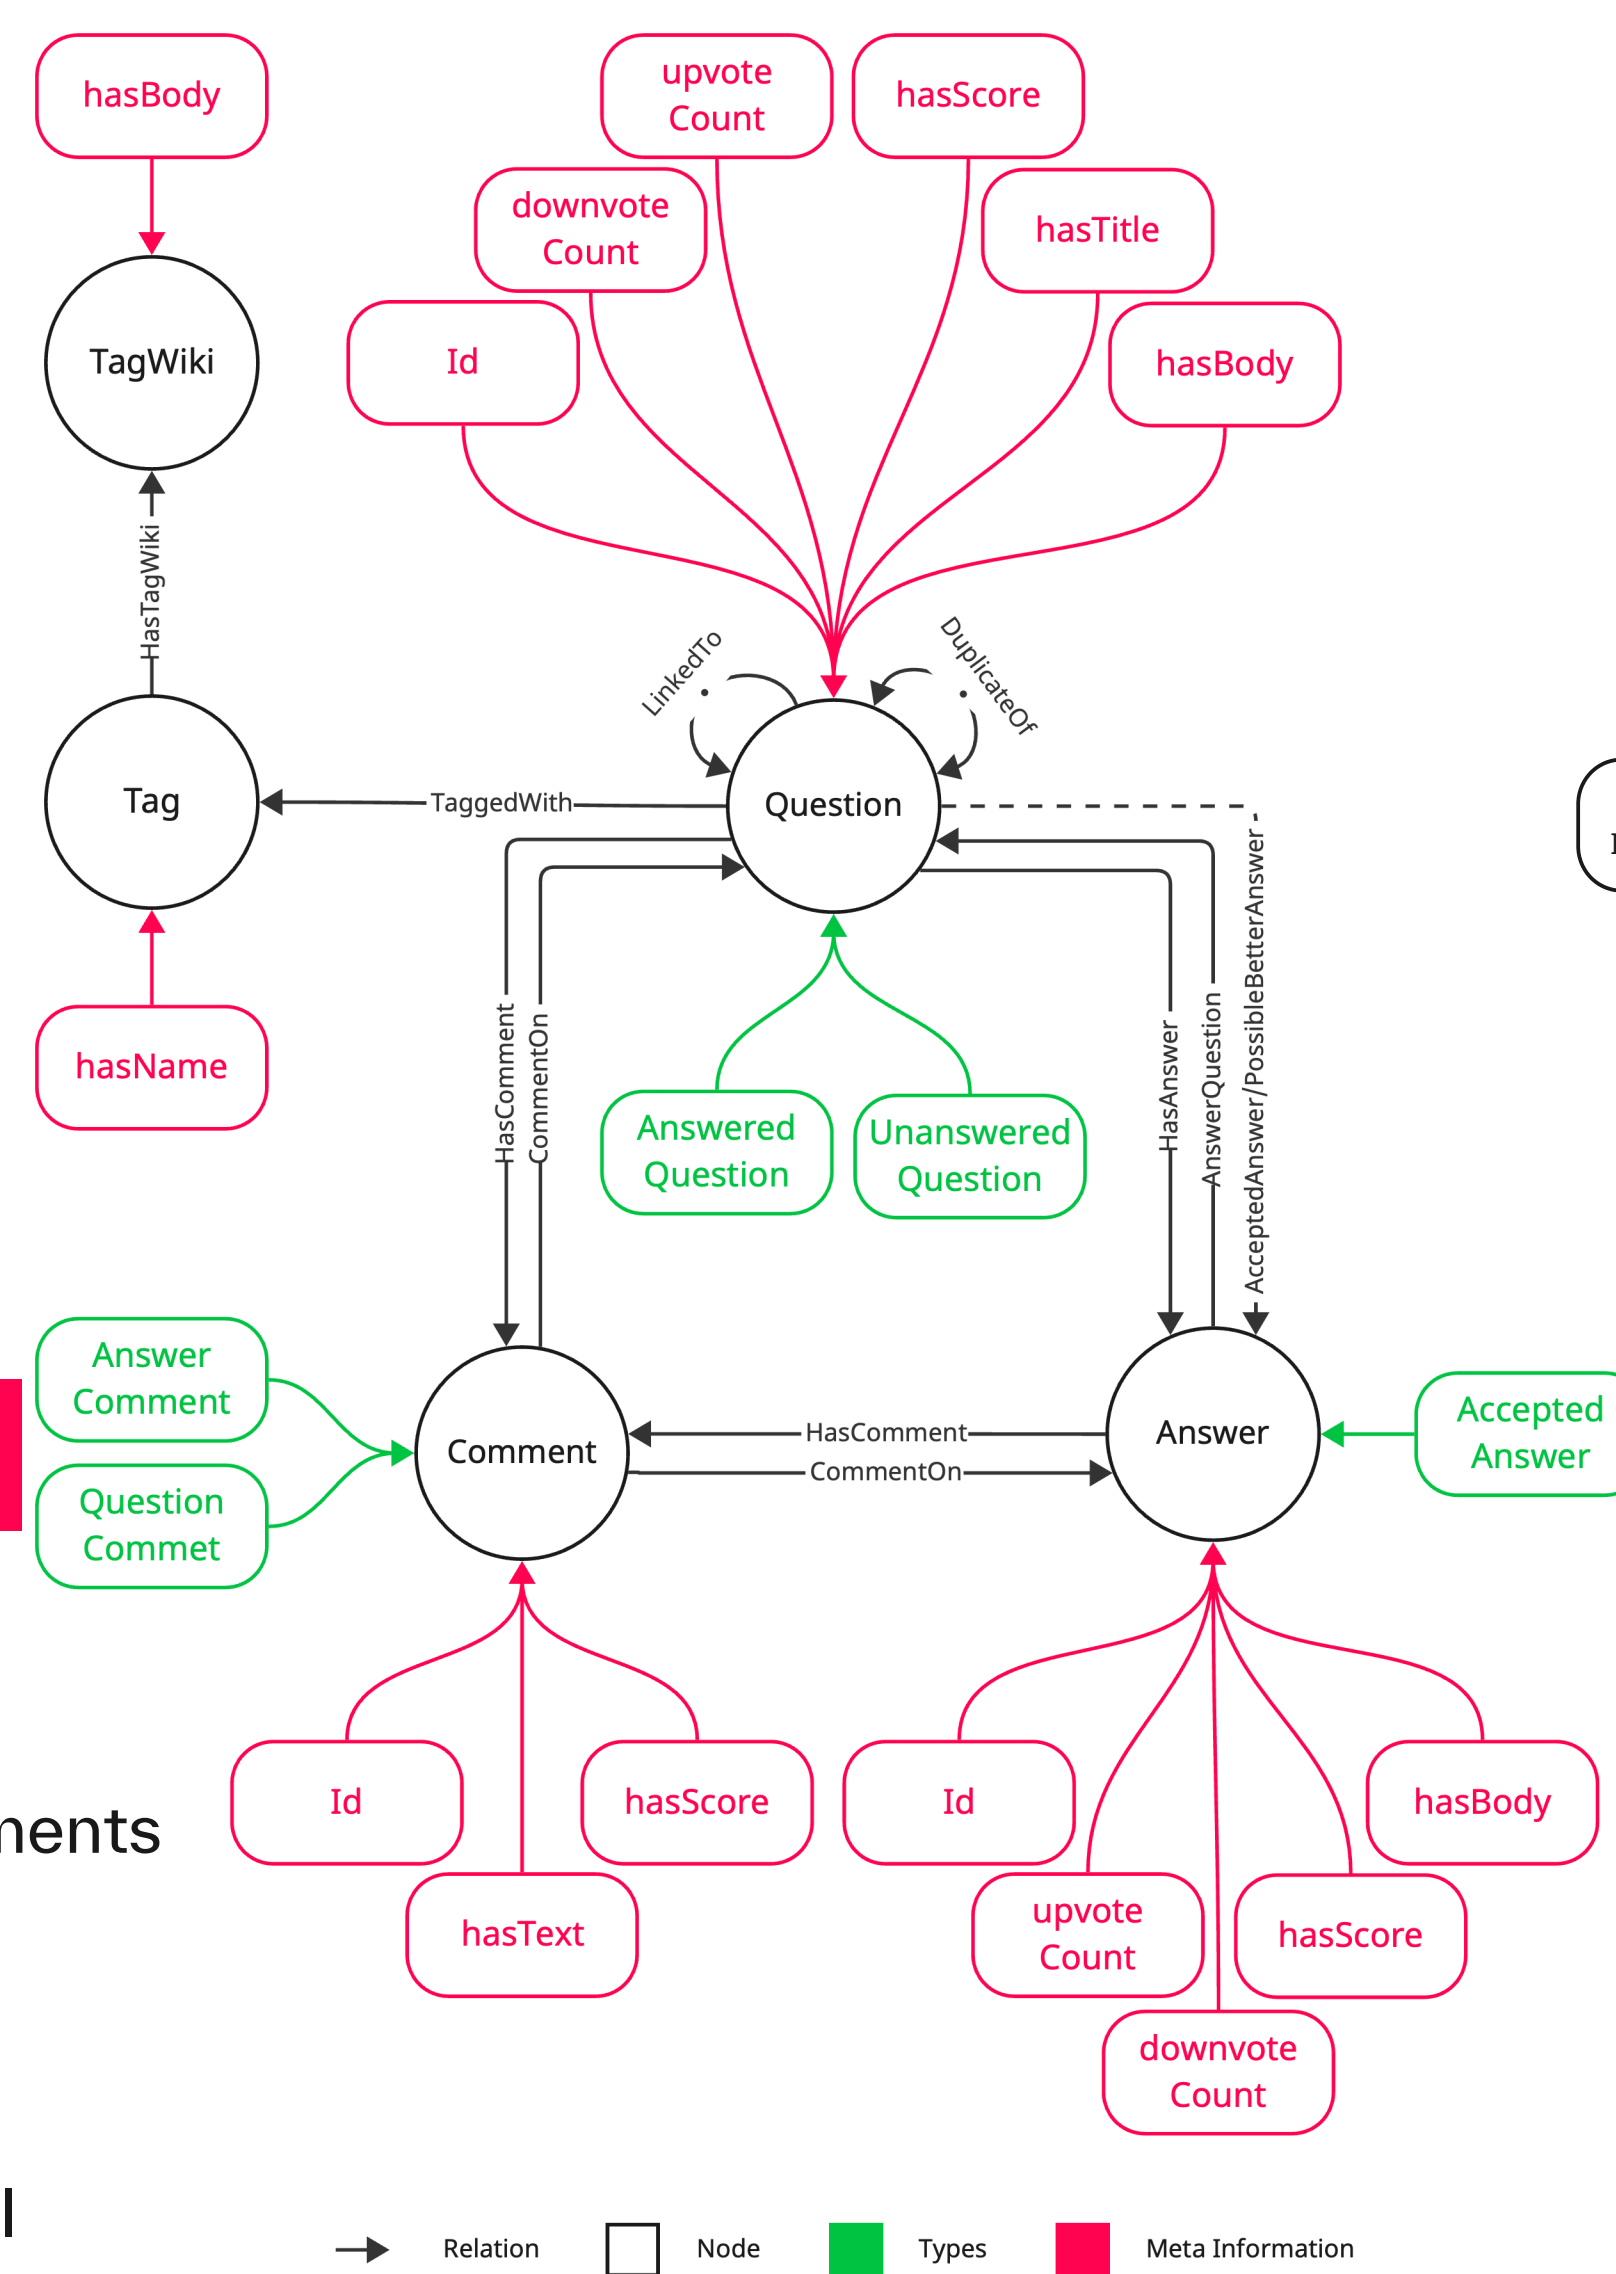 hasBody
upvote
Count
hasScore
downvote
Count
hasTitle
Id
hasBody
TagWiki
HasTagWiki
LinkedTo
DuplicateOf
Tag
TaggedWith
Question
hasName
HasComment
CommentOn
HasAnswer
AnswerQuestion
AcceptedAnswer/PossibleBetterAnswer
Answered
Question
Unanswered
Question
Answer
Comment
Question
Commet
Comment
HasComment
CommentOn
Answer
Accepted
Answer
Id
hasText
hasScore
Id
upvote
Count
downvote
Count
hasScore
hasBody
ments
Relation
Node
Types
Meta Information